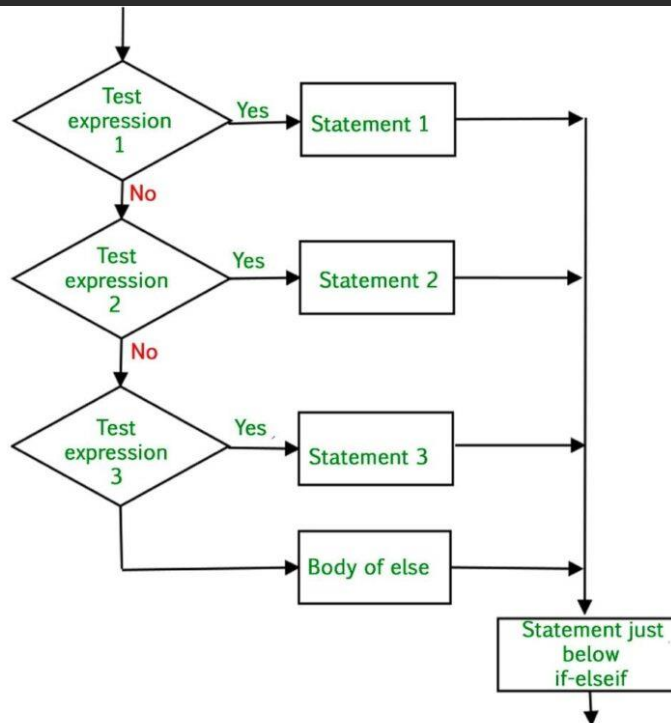 Test
expression
1
Yes
Statement 1
No
Test
expression
2
Yes
Statement 2
No
Test
expression
3
Yes
Statement 3
Body of else
Statement just
below
if-elseif